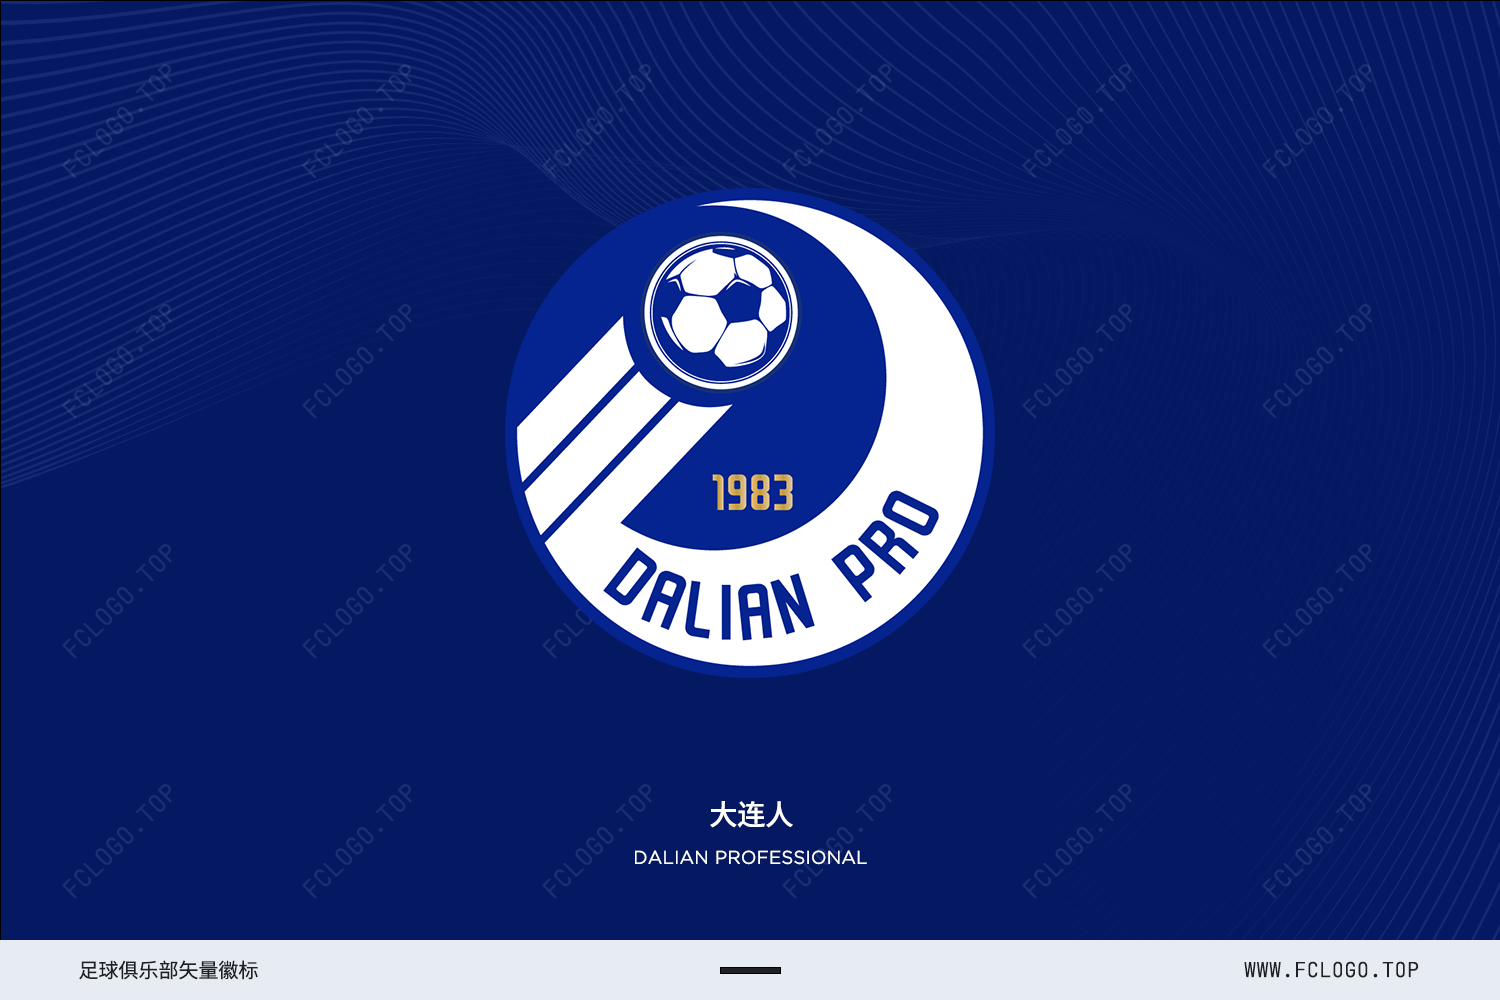 FCLOGO.TOP FCLOGO.TOP FCLOGO.TOP FCLOGO.TOP FCLOGO.TOP FCLOGO.TOP
FCLOGO.TOP FCLOGO.TOP FCLOGO.TOP FCLOGO.TOP
1983
DALIAN PRO
FCLOGO.TOP FCLOGO.TOP FCLO FCLOGO.TOP FCLOGO.TOP
FCLOGO.TOP FCLOGO.TOP FCLOGO.TOP FCLOGO.TOP FCLOGO.TOP FCLOGO.TOP
大连人
DALIAN PROFESSIONAL
足球俱乐部矢量徽标
WWW.FCLOGO.TOP